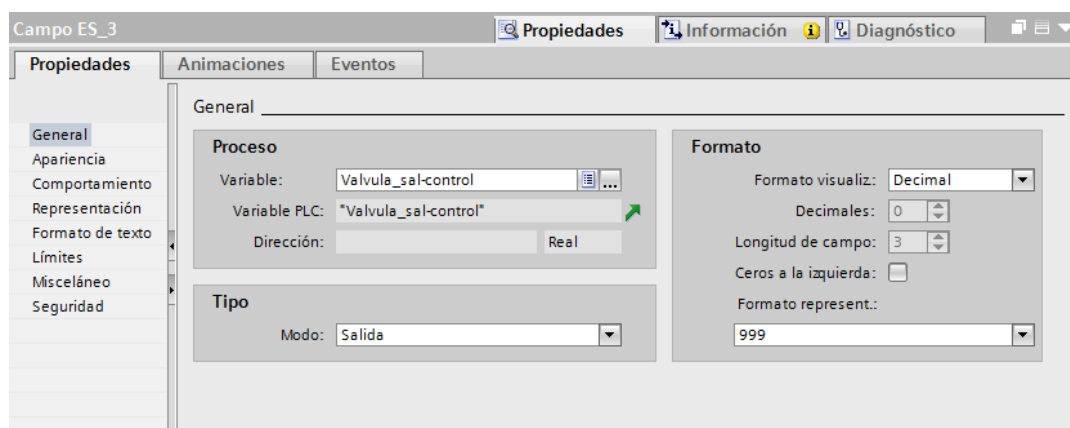 Campo ES_3
Propiedades
Información
Diagnóstico
Propiedades
Animaciones
Eventos
General
Apariencia
Comportamiento
Representación
Formato de texto
Límites
Misceláneo
Seguridad
General
Proceso
Variable: Valvula_sal-control ...
Variable PLC: "Valvula_sal-control"
Dirección: Real
Tipo
Modo: Salida
Formato
Formato visualiz.: Decimal
Decimales: 0
Longitud de campo: 3
Ceros a la izquierda:
Formato represent.:
999